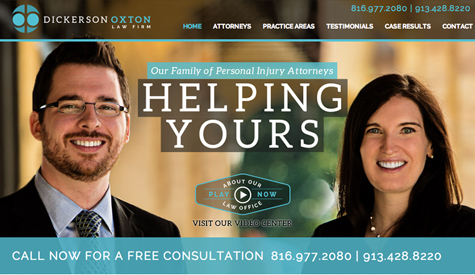 816.977.2080 | 913.428.8220
DICKERSON OXTON
LAW FIRM
HOME ATTORNEYS PRACTICE AREAS TESTIMONIALS CASE RESULTS CONTACT
Our Family of Personal Injury Attorneys
HELPING
YOURS
ABOUT OUR
PLAY NOW
LAW OFFICE
VISIT OUR VIDEO CENTER
CALL NOW FOR A FREE CONSULTATION 816.977.2080 | 913.428.8220